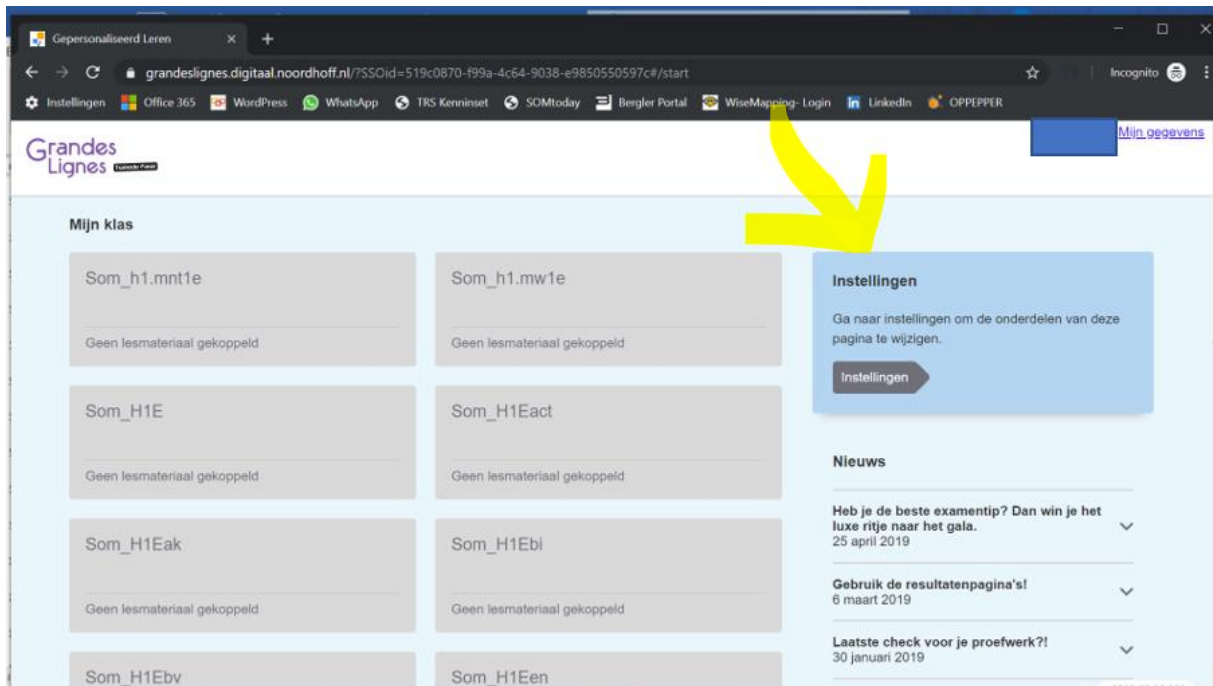 Gepersonaliseerd Leren
grandeslignes.digitaal.noordhoff.nl/?SSOid=519c0870-f99a-4c64-9038-e9850550597c#/start
Incognito
Instellingen Office 365 WordPress WhatsApp TRS Kenninset SOMtoday Bergler Portal WiseMapping- Login LinkedIn OPPEPPER
Grandes
Lignes
Mijn gegevens
Mijn klas
Som_h1.mnt1e
Geen lesmateriaal gekoppeld
Som_h1.mw1e
Geen lesmateriaal gekoppeld
Som_H1E
Geen lesmateriaal gekoppeld
Som_H1Eact
Geen lesmateriaal gekoppeld
Som_H1Eak
Geen lesmateriaal gekoppeld
Som_H1Ebi
Geen lesmateriaal gekoppeld
Som_H1Ebv
Som_H1Een
Instellingen
Ga naar instellingen om de onderdelen van deze
pagina te wijzigen.
Instellingen
Nieuws
Heb je de beste examentip? Dan win je het
luxe ritje naar het gala.
25 april 2019
Gebruik de resultatenpagina's!
6 maart 2019
Laatste check voor je proefwerk?!
30 januari 2019